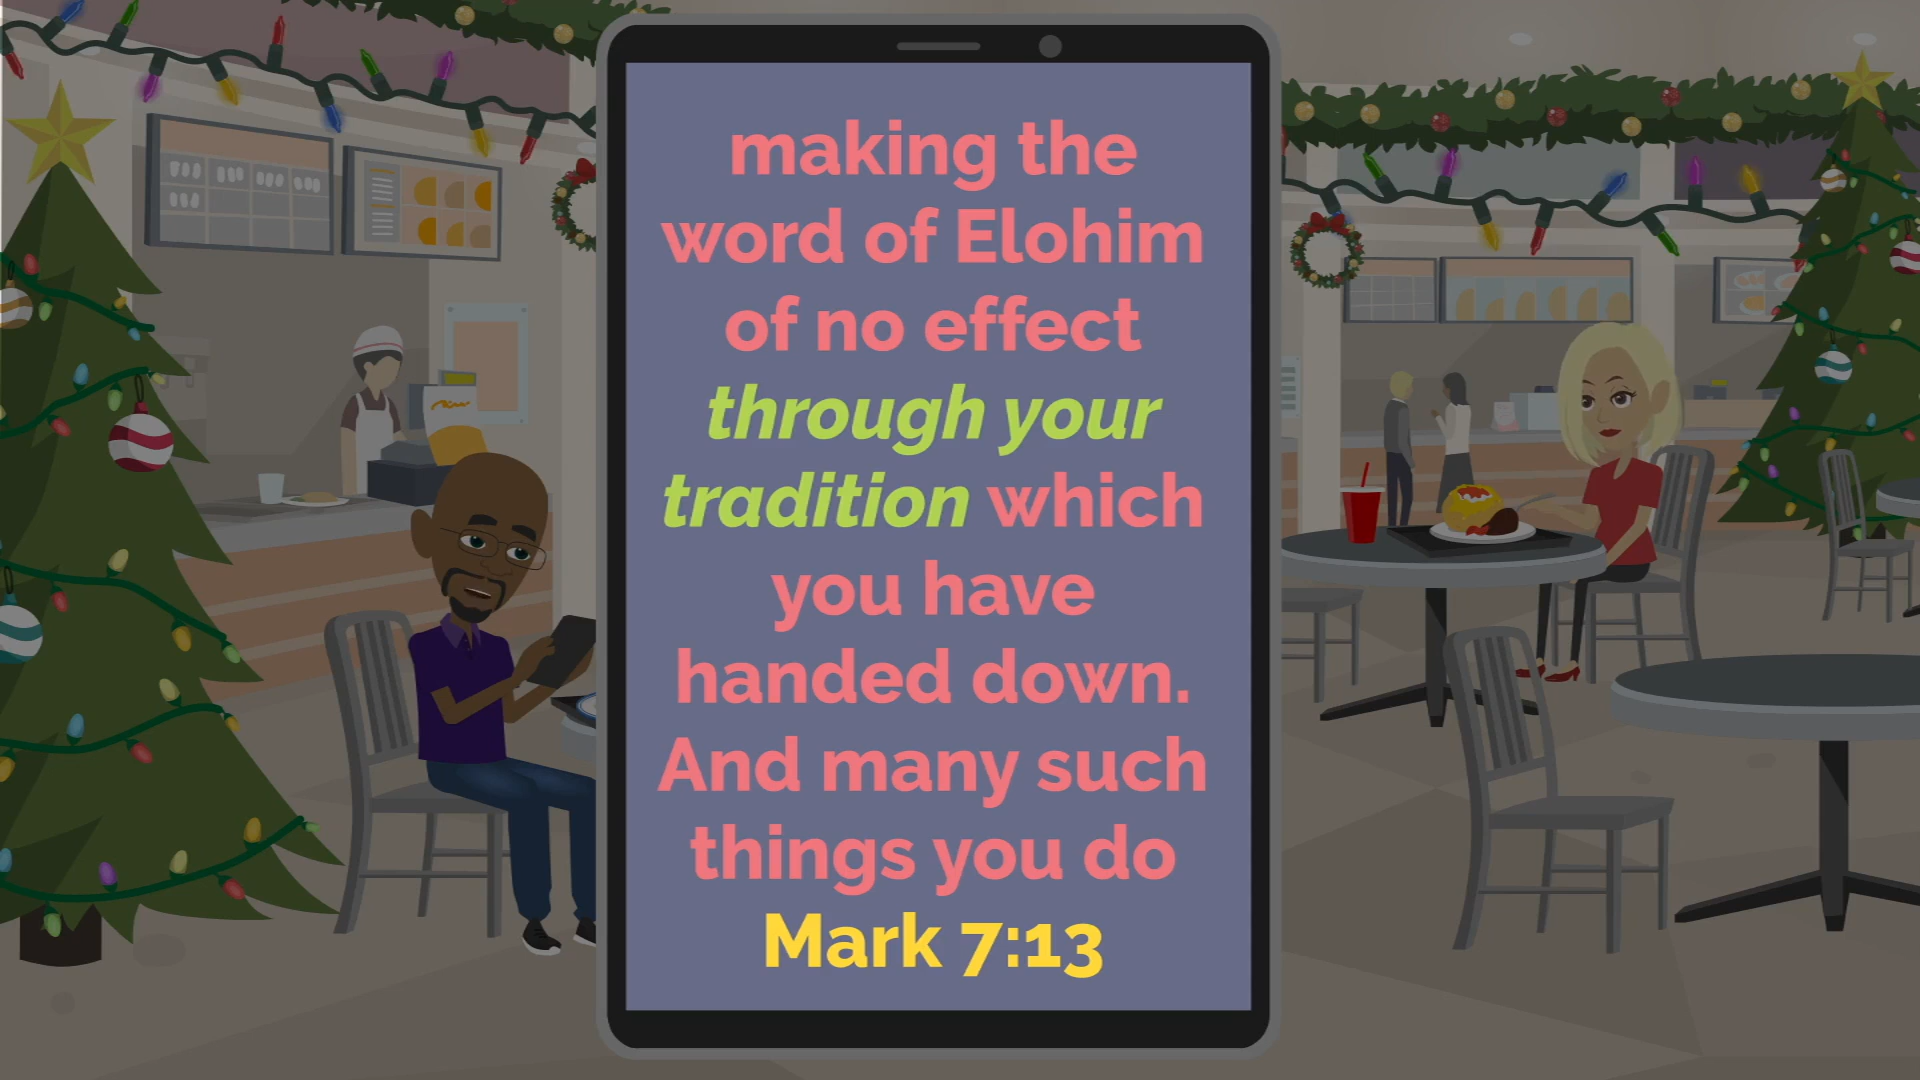 making the
word of Elohim
of no effect
through your
tradition which
you have
handed down.
And many such
things you do
Mark 7:13